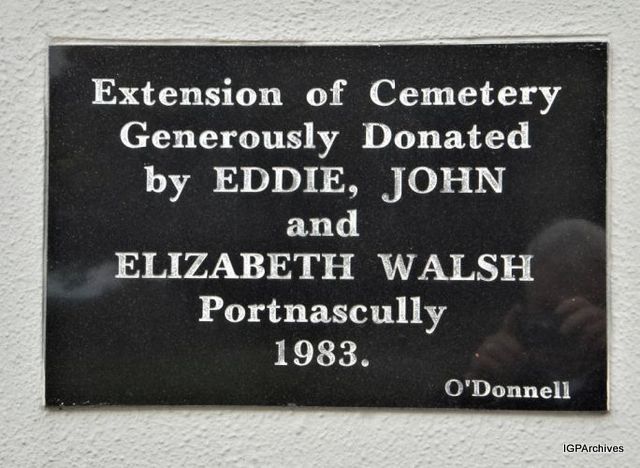 Extension of Cemetery
Generously Donated
by EDDIE, JOHN
and
ELIZABETH WALSH
Portnascully
1983.
O'Donnell
IGPArchives